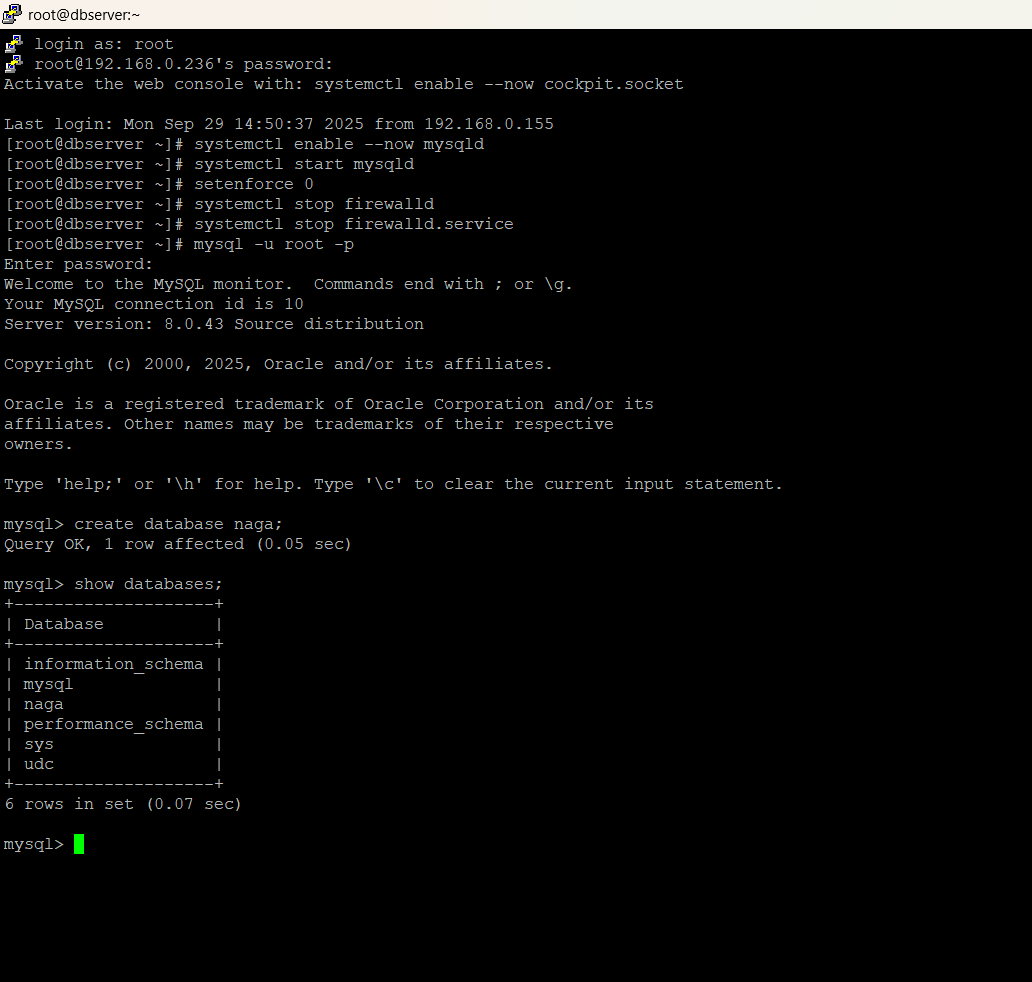 root@dbserver:~
login as: root
root@192.168.0.236's password:
Activate the web console with: systemctl enable --now cockpit.socket
Last login: Mon Sep 29 14:50:37 2025 from 192.168.0.155
[root@dbserver ~]# systemctl enable --now mysqld
[root@dbserver ~]# systemctl start mysqld
[root@dbserver ~]# setenforce 0
[root@dbserver ~]# systemctl stop firewalld
[root@dbserver ~]# systemctl stop firewalld.service
[root@dbserver ~]# mysql -u root -p
Enter password:
Welcome to the MySQL monitor.  Commands end with ; or \g.
Your MySQL connection id is 10
Server version: 8.0.43 Source distribution
Copyright (c) 2000, 2025, Oracle and/or its affiliates.
Oracle is a registered trademark of Oracle Corporation and/or its
affiliates. Other names may be trademarks of their respective
owners.
Type 'help;' or '\h' for help. Type '\c' to clear the current input statement.
mysql> create database naga;
Query OK, 1 row affected (0.05 sec)
mysql> show databases;
+--------------------+
| Database           |
+--------------------+
| information_schema |
| mysql              |
| naga               |
| performance_schema |
| sys                |
| udc                |
+--------------------+
6 rows in set (0.07 sec)
mysql>